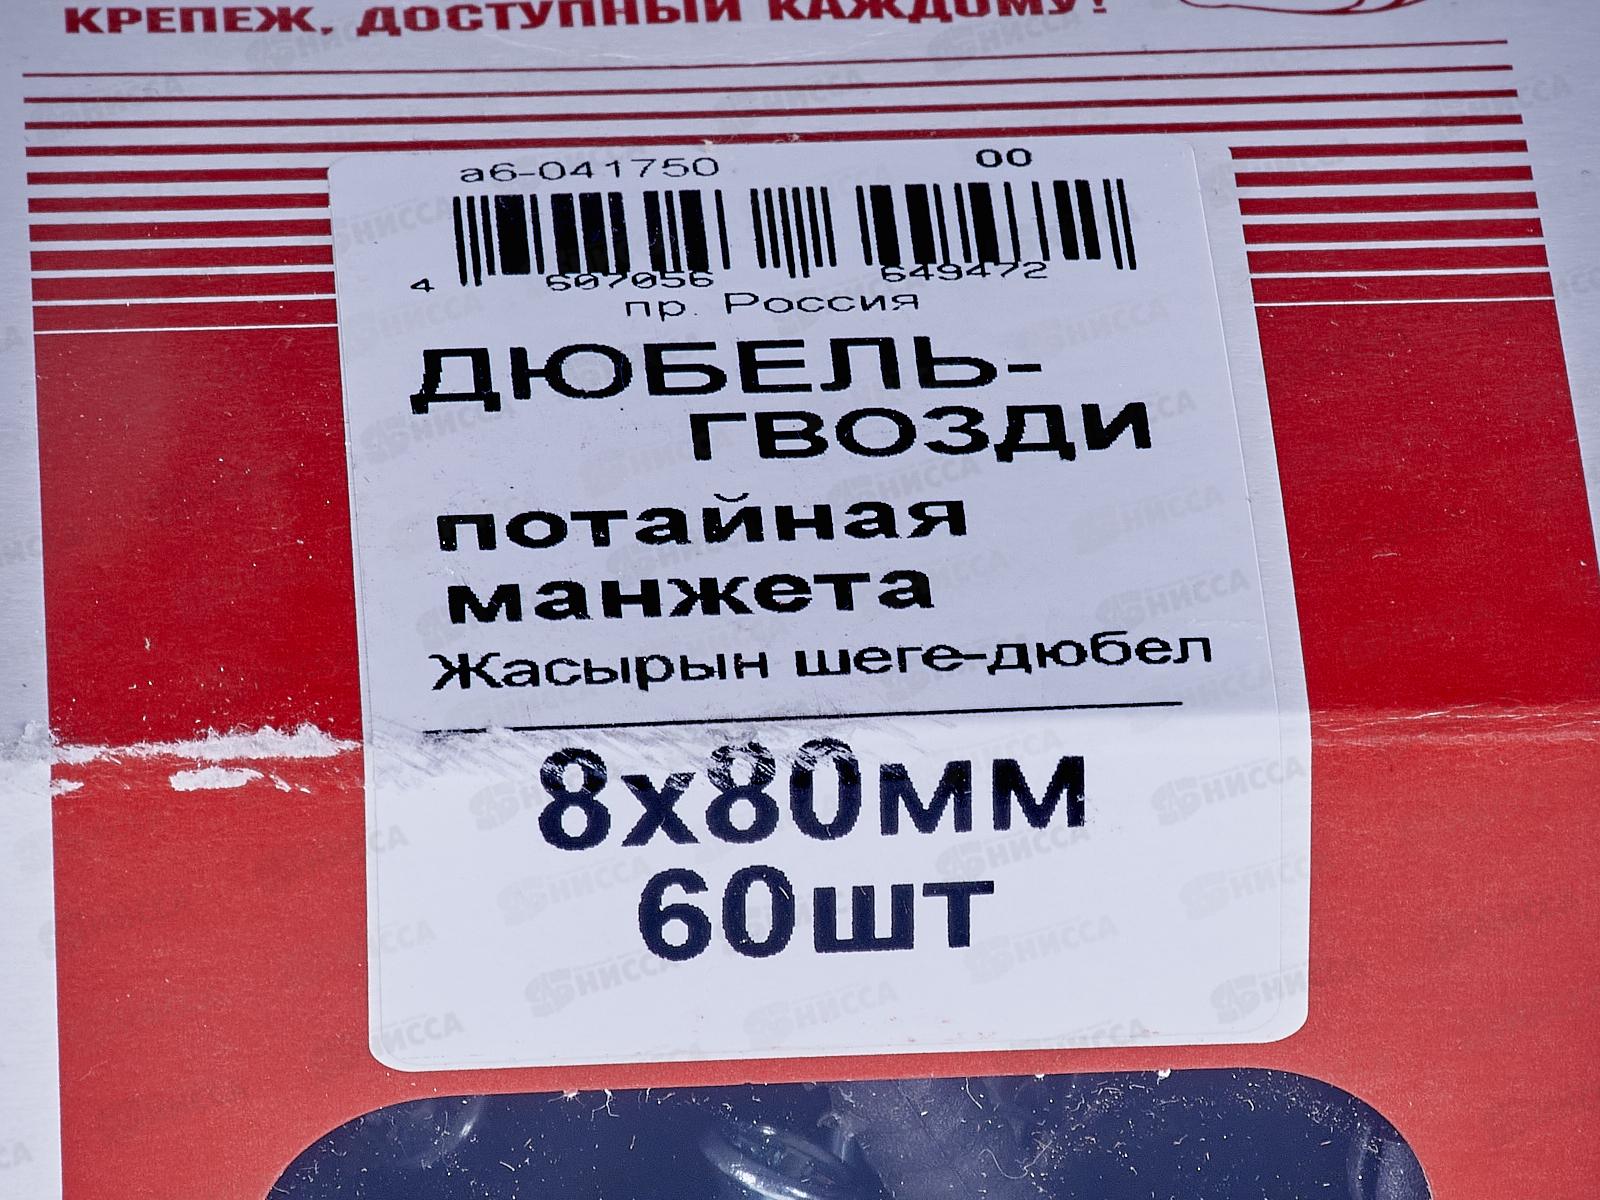 КРЕПЕЖ, ДОСТУПНЫЙ КАЖДОМУ!
а6-041750 00
4 607056 649472
пр. Россия
ДЮБЕЛЬ-
ГВОЗДИ
потайная
манжета
Жасырын шеге-дюбел
8х80мм
60шт